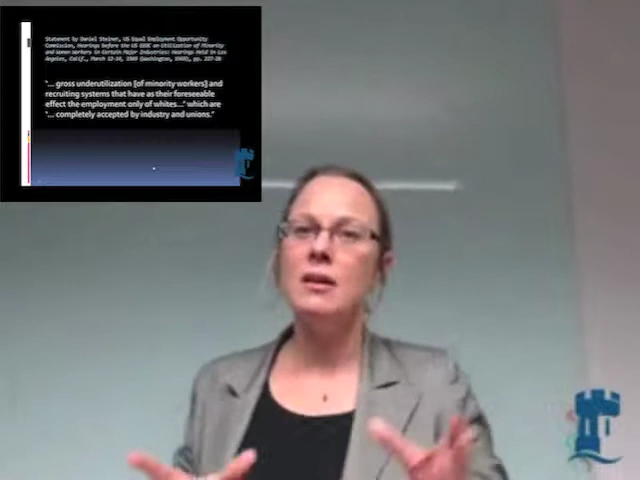 Statement by Daniel Steiner, US Equal Employment Opportunity
Commission, Hearings before the US EEOC on Utilization of Minority
and Women Workers in Certain Major Industries: Hearings Held in Los
Angeles, Calif., March 12-14, 1969 (Washington, 1969), pp.
"... gross underutilization [of minority workers] and
recruiting systems that have as their foreseeable
effect the employment only of whites..." which are
"... completely accepted by industry and unions."